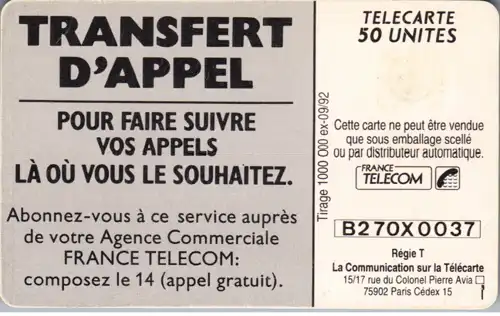 TRANSFERT
D'APPEL
POUR FAIRE SUIVRE
VOS APPELS
LÀ OÙ VOUS LE SOUHAITEZ.
Abonnez-vous à ce service auprès
de votre Agence Commerciale
FRANCE TELECOM:
composez le 14 (appel gratuit).
Tirage 1000 000 ex-09/92
TELECARTE
50 UNITES
Cette carte ne peut être vendue
que sous emballage scellé
ou par distributeur automatique.
FRANCE
TELECOM
B270X0037
Régie T
La Communication sur la Télécarte
15/17 rue du Colonel Pierre Avia
75902 Paris Cédex 15